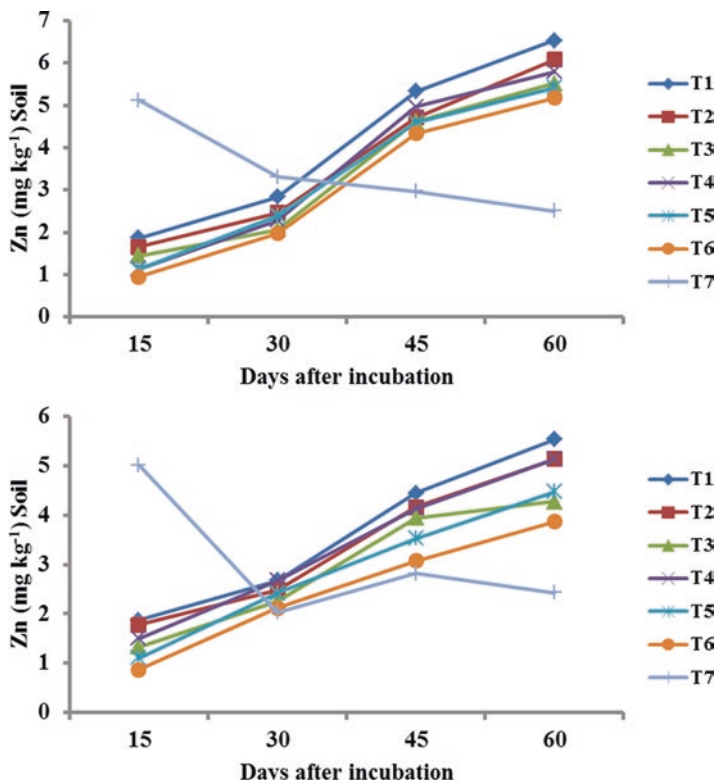 Zn (mg kg⁻¹) Soil
7
6
5
4
3
2
1
0
15 30 45 60
Days after incubation
T1
T2
T3
T4
T5
T6
T7
Zn (mg kg⁻¹) Soil
6
5
4
3
2
1
0
15 30 45 60
Days after incubation
T1
T2
T3
T4
T5
T6
T7